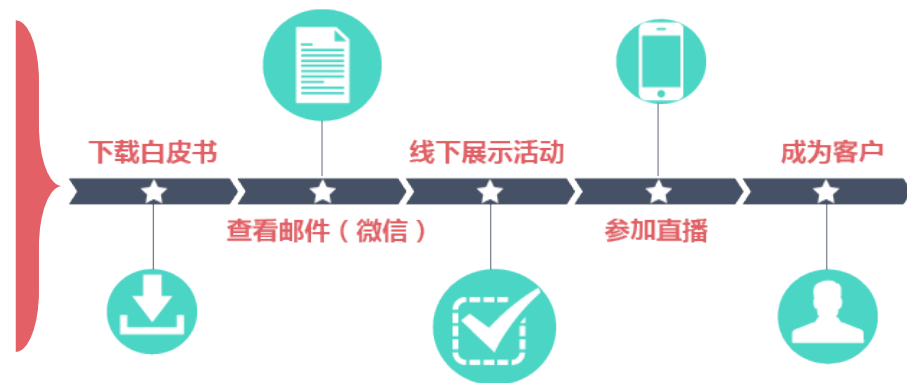 下载白皮书
查看邮件（微信）
线下展示活动
参加直播
成为客户